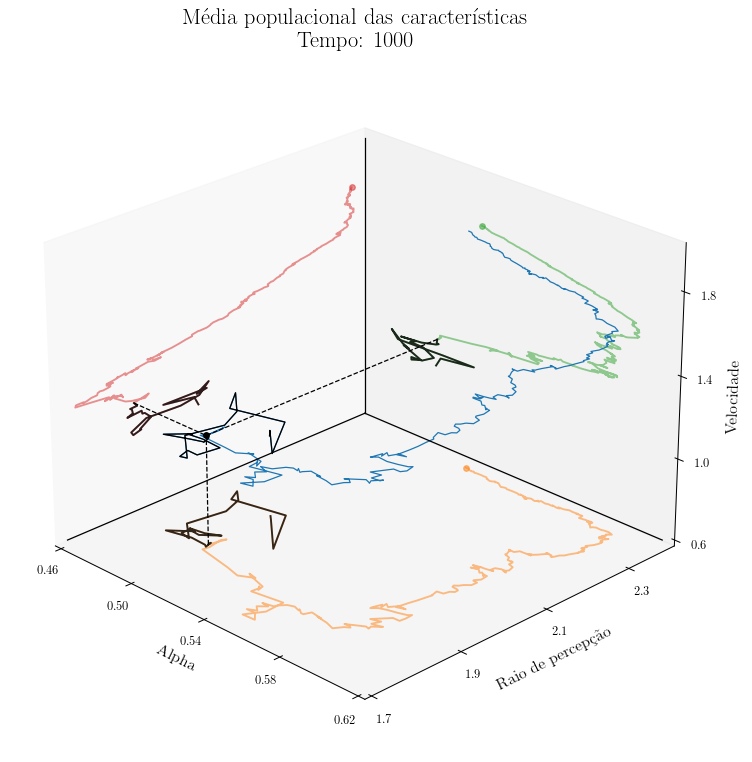 Média populacional das características
Tempo: 1000
1.8
1.4
Velocidade
1.0
0.6
0.46
0.50
0.54
0.58
0.62
Alpha
1.7
1.9
2.1
2.3
Raio de percepção